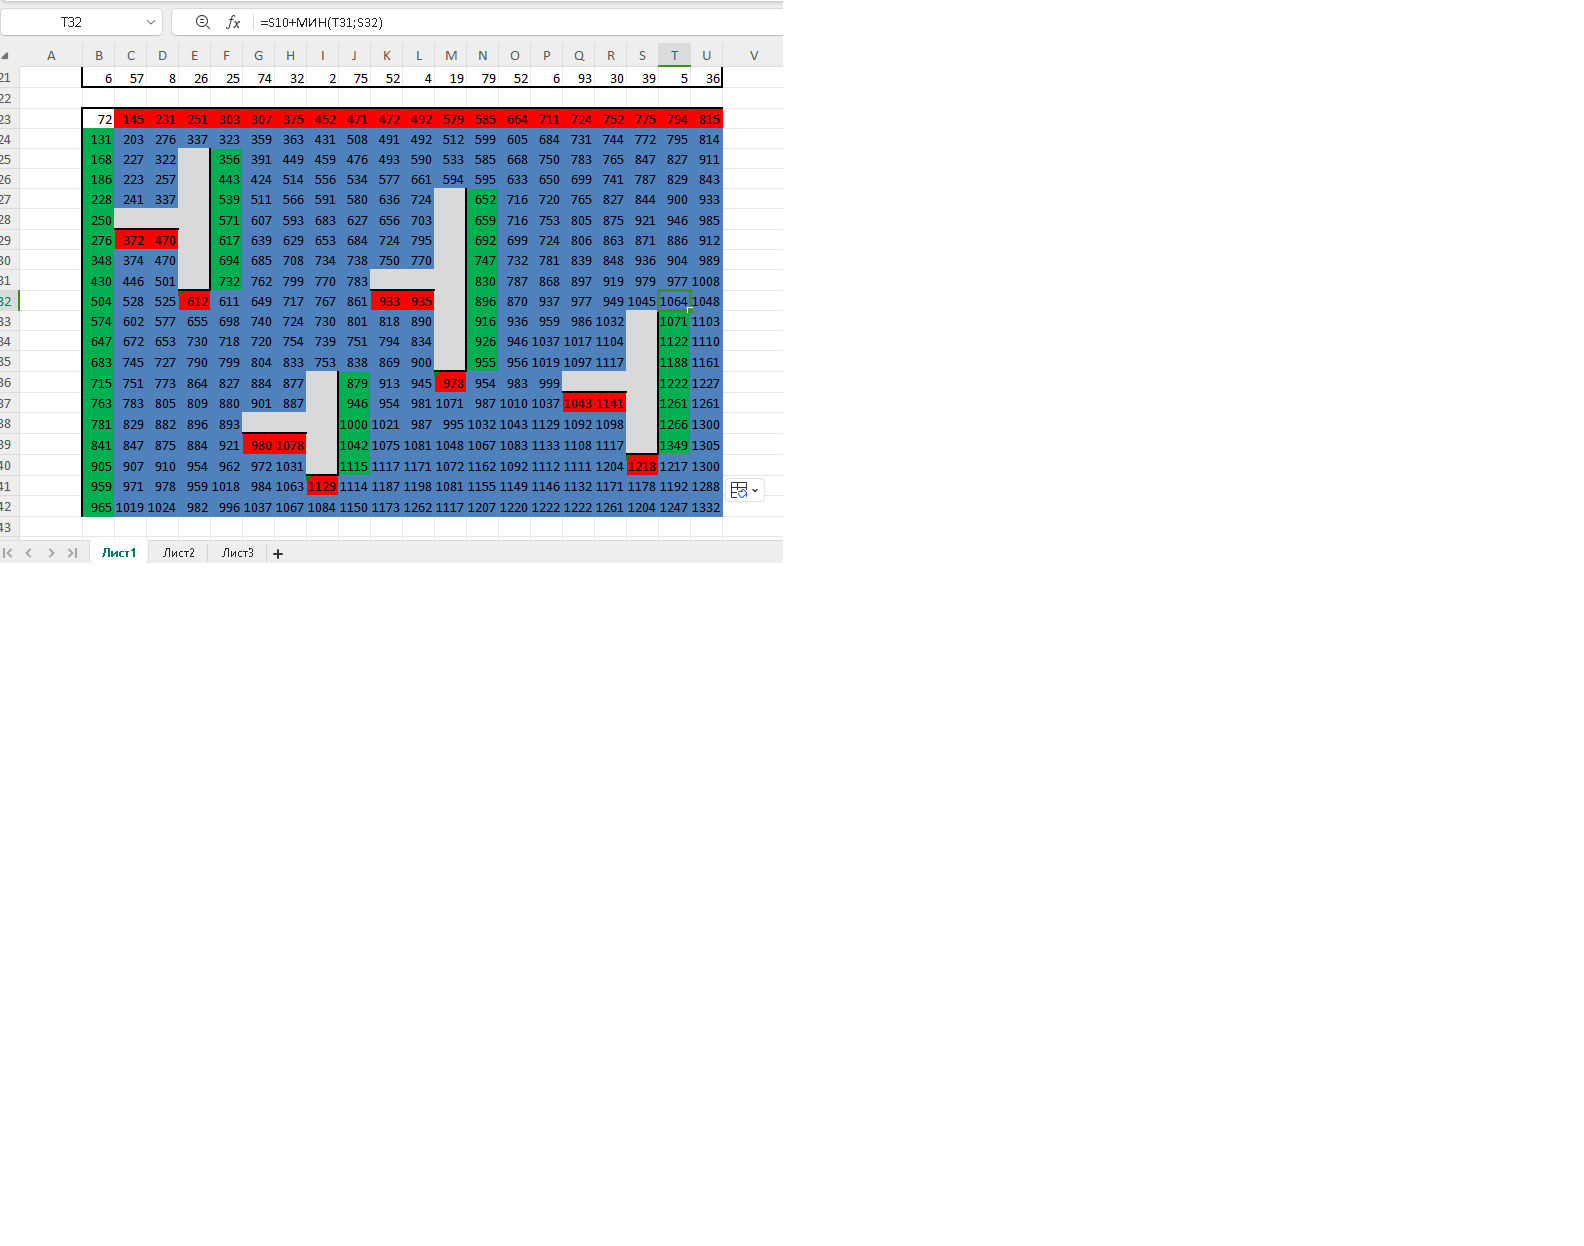 T32 fx =S10+МИН(T31;S32)
A B C D E F G H I J K L M N O P Q R S T U V
21 6 57 8 26 25 74 32 2 75 52 4 19 79 52 6 93 30 39 5 36
22
23 72 145 231 251 303 307 375 452 471 472 492 579 585 664 711 724 752 775 794 815
24 131 203 276 337 323 359 363 431 508 491 492 512 599 605 684 731 744 772 795 814
25 168 227 322 356 391 449 459 476 493 590 533 585 668 750 783 765 847 827 911
26 186 223 257 443 424 514 556 534 577 661 594 595 633 650 699 741 787 829 843
27 228 241 337 539 511 566 591 580 636 724 652 716 720 765 827 844 900 933
28 250 571 607 593 683 627 656 703 659 716 753 805 875 921 946 985
29 276 372 470 617 639 629 653 684 724 795 692 699 724 806 863 871 886 912
30 348 374 470 694 685 708 734 738 750 770 747 732 781 839 848 936 904 989
31 430 446 501 732 762 799 770 783 830 787 868 897 919 979 977 1008
32 504 528 525 612 611 649 717 767 861 933 935 896 870 937 977 949 1045 1064 1048
33 574 602 577 655 698 740 724 730 801 818 890 916 936 959 986 1032 1071 1103
34 647 672 653 730 718 720 754 739 751 794 834 926 946 1037 1017 1104 1122 1110
35 683 745 727 790 799 804 833 753 838 869 900 955 956 1019 1097 1117 1188 1161
36 715 751 773 864 827 884 877 879 913 945 978 954 983 999 1222 1227
37 763 783 805 809 880 901 887 946 954 981 1071 987 1010 1037 1043 1141 1261 1261
38 781 829 882 896 893 1000 1021 987 995 1032 1043 1129 1092 1098 1266 1300
39 841 847 875 884 921 980 1078 1042 1075 1081 1048 1067 1083 1133 1108 1117 1349 1305
40 905 907 910 954 962 972 1031 1115 1117 1171 1072 1162 1092 1112 1111 1204 1218 1217 1300
41 959 971 978 959 1018 984 1063 1129 1114 1187 1198 1081 1155 1149 1146 1132 1171 1178 1192 1288
42 965 1019 1024 982 996 1037 1067 1084 1150 1173 1262 1117 1207 1220 1222 1222 1261 1204 1247 1332
43
Лист1 Лист2 Лист3 +